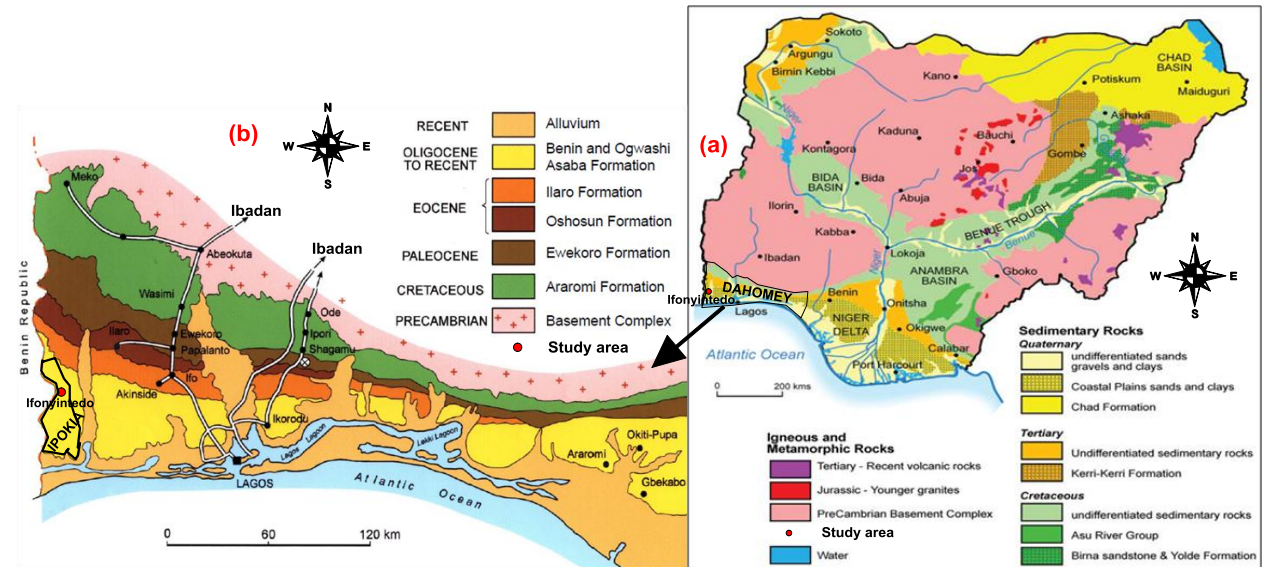 (b)
N
W
E
S
RECENT
Alluvium
OLIGOCENE
TO RECENT
Benin and Ogwashi
Asaba Formation
EOCENE
Ilaro Formation
Oshosun Formation
PALEOCENE
Ewekoro Formation
CRETACEOUS
Araromi Formation
PRECAMBRIAN
Basement Complex
Study area
Meko
Ibadan
Ibadan
Abeokuta
Wasimi
Ode
Ipori
Shagamu
Ilaro
Ewekoro
Papalanto
Ifo
Akinside
Benin Republic
Ifonyintedo
IPOKIA
Ikorodu
Lagos Lagoon
Lekki Lagoon
LAGOS
Atlantic Ocean
Okiti-Pupa
Araromi
Gbekabo
0 60 120 km
(a)
Sokoto
Argungu
Birnin Kebbi
Niger
Kano
CHAD
BASIN
Potiskum
Maiduguri
Ashaka
Kaduna
Bauchi
Gombe
Kontagora
Jos
BIDA
BASIN
Bida
Abuja
Ilorin
BENUE TROUGH
Benue
Kabba
Lokoja
Ibadan
Niger
ANAMBRA
BASIN
Gboko
N
W
E
S
DAHOMEY
Ifonyintedo
Lagos
Benin
Onitsha
NIGER
DELTA
Okigwe
Calabar
Port Harcourt
Atlantic Ocean
0 200 kms
Igneous and
Metamorphic Rocks
Tertiary - Recent volcanic rocks
Jurassic - Younger granites
PreCambrian Basement Complex
Study area
Water
Sedimentary Rocks
Quaternary
undifferentiated sands
gravels and clays
Coastal Plains sands and clays
Chad Formation
Tertiary
Undifferentiated sedimentary rocks
Kerri-Kerri Formation
Cretaceous
undifferentiated sedimentary rocks
Asu River Group
Birna sandstone & Yolde Formation